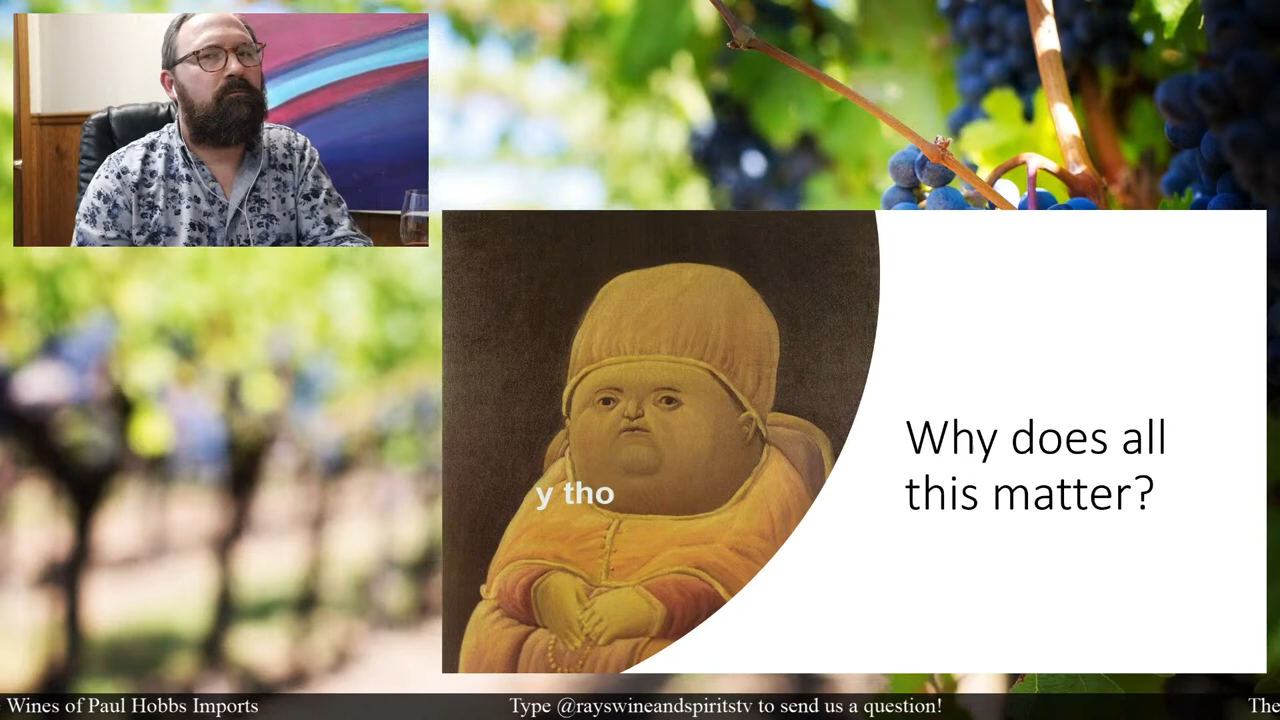 y tho
Why does all
this matter?
Wines of Paul Hobbs Imports
Type @rayswineandspiritstv to send us a question!
The